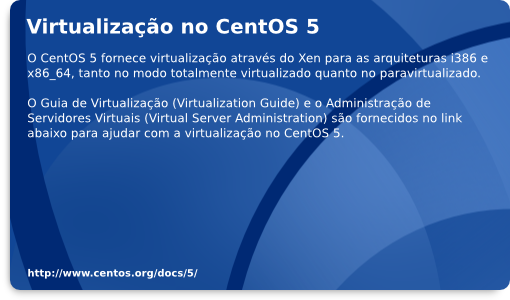 Virtualização no CentOS 5
O CentOS 5 fornece virtualização através do Xen para as arquiteturas i386 e
x86_64, tanto no modo totalmente virtualizado quanto no paravirtualizado.
O Guia de Virtualização (Virtualization Guide) e o Administração de
Servidores Virtuais (Virtual Server Administration) são fornecidos no link
abaixo para ajudar com a virtualização no CentOS 5.
http://www.centos.org/docs/5/